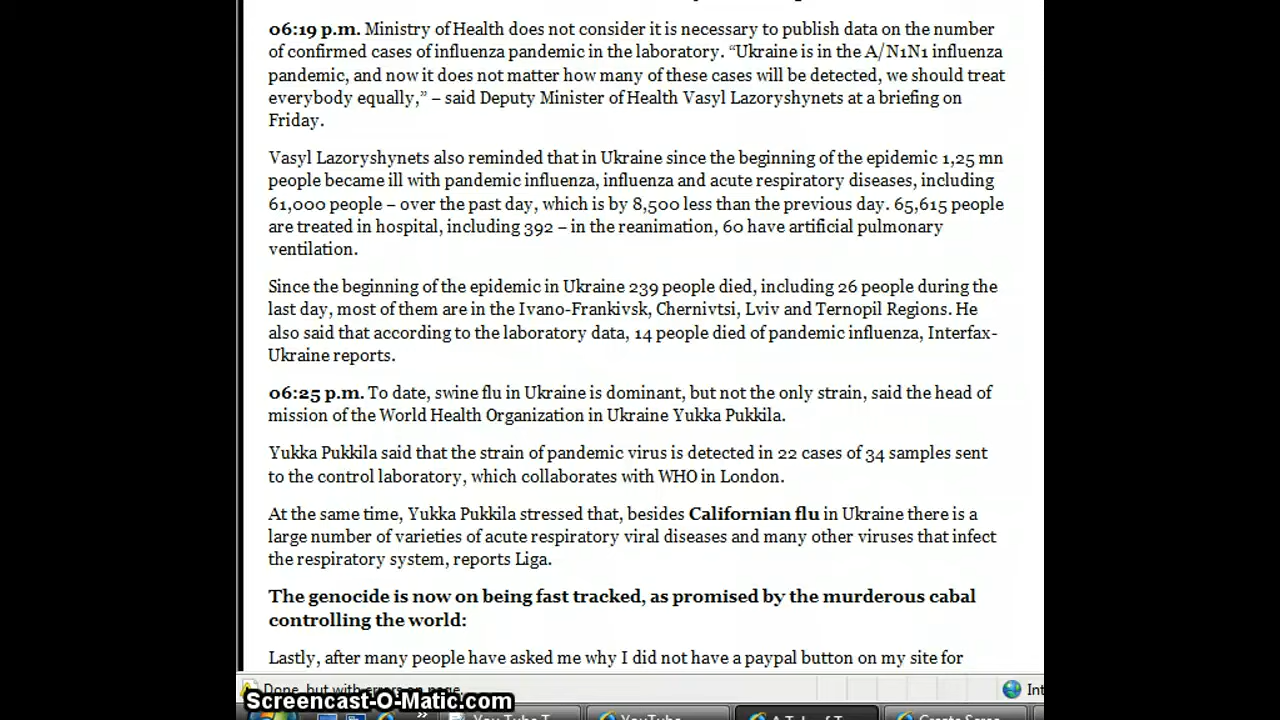 06:19 p.m. Ministry of Health does not consider it is necessary to publish data on the number
of confirmed cases of influenza pandemic in the laboratory. “Ukraine is in the A/N1N1 influenza
pandemic, and now it does not matter how many of these cases will be detected, we should treat
everybody equally,” – said Deputy Minister of Health Vasyl Lazoryshynets at a briefing on
Friday.
Vasyl Lazoryshynets also reminded that in Ukraine since the beginning of the epidemic 1,25 mn
people became ill with pandemic influenza, influenza and acute respiratory diseases, including
61,000 people – over the past day, which is by 8,500 less than the previous day. 65,615 people
are treated in hospital, including 392 – in the reanimation, 60 have artificial pulmonary
ventilation.
Since the beginning of the epidemic in Ukraine 239 people died, including 26 people during the
last day, most of them are in the Ivano-Frankivsk, Chernivtsi, Lviv and Ternopil Regions. He
also said that according to the laboratory data, 14 people died of pandemic influenza, Interfax-
Ukraine reports.
06:25 p.m. To date, swine flu in Ukraine is dominant, but not the only strain, said the head of
mission of the World Health Organization in Ukraine Yukka Pukkila.
Yukka Pukkila said that the strain of pandemic virus is detected in 22 cases of 34 samples sent
to the control laboratory, which collaborates with WHO in London.
At the same time, Yukka Pukkila stressed that, besides Californian flu in Ukraine there is a
large number of varieties of acute respiratory viral diseases and many other viruses that infect
the respiratory system, reports Liga.
The genocide is now on being fast tracked, as promised by the murderous cabal
controlling the world:
Lastly, after many people have asked me why I did not have a paypal button on my site for
Done, but with errors on page. Int
Screencast-O-Matic.com